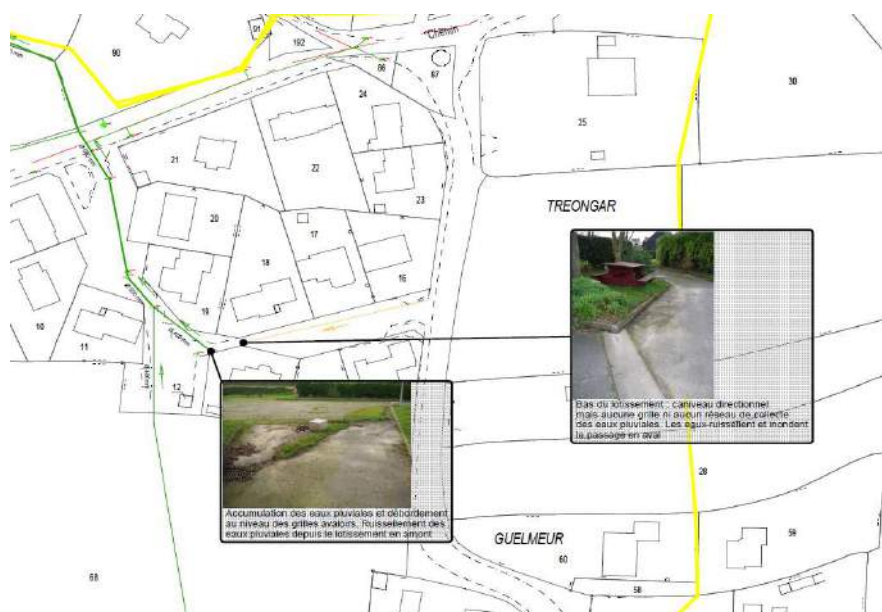 91
192
90
Chemin
86
87
24
25
30
21
22
23
20
TREONGAR
17
18
16
19
10
11
12
Bas du lotissement : caniveau directionnel
mais aucune grille ni aucun réseau de collecte
des eaux pluviales. Les eaux ruissellent et inondent
le passage en aval
28
Accumulation des eaux pluviales et débordement
au niveau des grilles avaloirs. Ruissellement des
eaux pluviales depuis le lotissement en amont
GUELMEUR
59
60
58
68